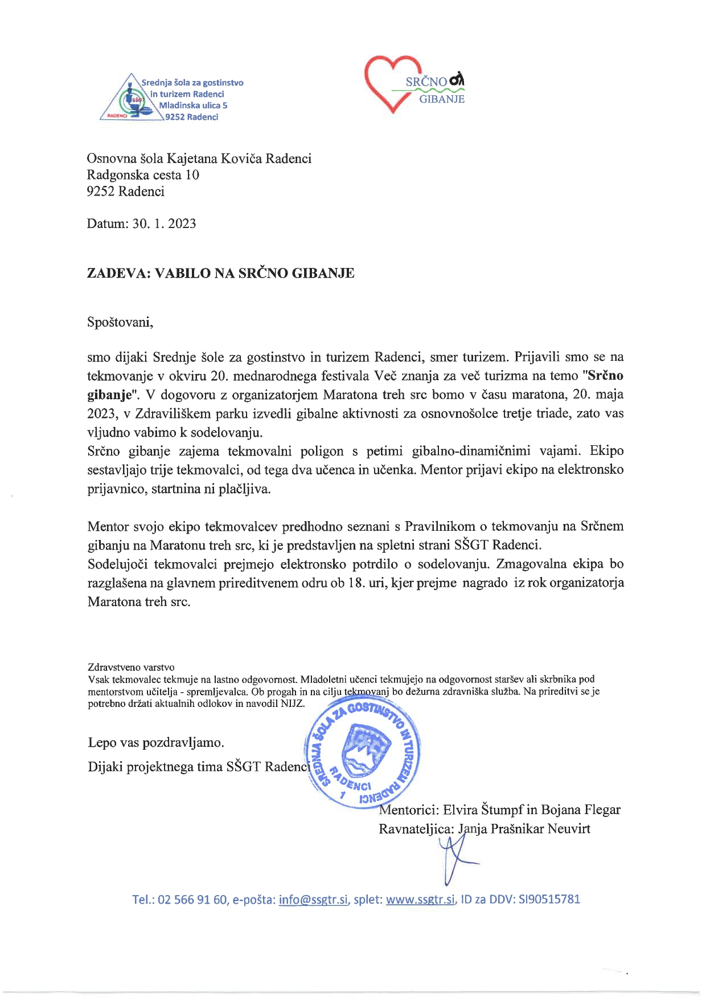 Srednja šola za gostinstvo
in turizem Radenci
Mladinska ulica 5
9252 Radenci
SŠGT
RADENCI
SRČNO
GIBANJE
Osnovna šola Kajetana Koviča Radenci
Radgonska cesta 10
9252 Radenci
Datum: 30. 1. 2023
ZADEVA: VABILO NA SRČNO GIBANJE
Spoštovani,
smo dijaki Srednje šole za gostinstvo in turizem Radenci, smer turizem. Prijavili smo se na
tekmovanje v okviru 20. mednarodnega festivala Več znanja za več turizma na temo "Srčno
gibanje". V dogovoru z organizatorjem Maratona treh src bomo v času maratona, 20. maja
2023, v Zdraviliškem parku izvedli gibalne aktivnosti za osnovnošolce tretje triade, zato vas
vljudno vabimo k sodelovanju.
Srčno gibanje zajema tekmovalni poligon s petimi gibalno-dinamičnimi vajami. Ekipo
sestavljajo trije tekmovalci, od tega dva učenca in učenka. Mentor prijavi ekipo na elektronsko
prijavnico, startnina ni plačljiva.
Mentor svojo ekipo tekmovalcev predhodno seznani s Pravilnikom o tekmovanju na Srčnem
gibanju na Maratonu treh src, ki je predstavljen na spletni strani SŠGT Radenci.
Sodelujoči tekmovalci prejmejo elektronsko potrdilo o sodelovanju. Zmagovalna ekipa bo
razglašena na glavnem prireditvenem odru ob 18. uri, kjer prejme nagrado iz rok organizatorja
Maratona treh src.
Zdravstveno varstvo
Vsak tekmovalec tekmuje na lastno odgovornost. Mladoletni učenci tekmujejo na odgovornost staršev ali skrbnika pod
mentorstvom učitelja - spremljevalca. Ob progah in na cilju tekmovanj bo dežurna zdravniška služba. Na prireditvi se je
potrebno držati aktualnih odlokov in navodil NIJZ.
Lepo vas pozdravljamo.
Dijaki projektnega tima SŠGT Radenci
SREDNJA ŠOLA ZA GOSTINSTVO IN TURIZEM RADENCI
RADENCI
1
Mentorici: Elvira Štumpf in Bojana Flegar
Ravnateljica: Janja Prašnikar Neuvirt
Tel.: 02 566 91 60, e-pošta: info@ssgtr.si, splet: www.ssgtr.si, ID za DDV: SI90515781